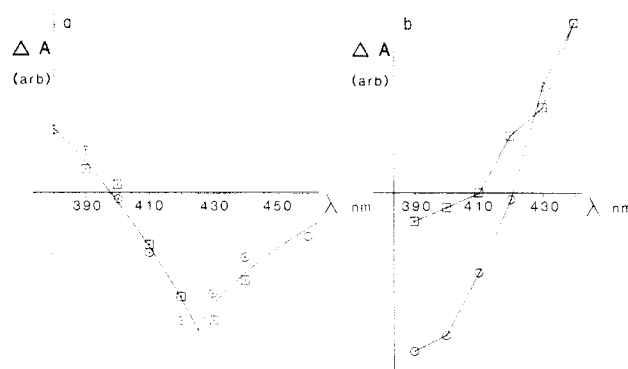 a
△ A
(arb)
390 410 430 450 λ nm
b
△ A
(arb)
390 410 430 λ nm